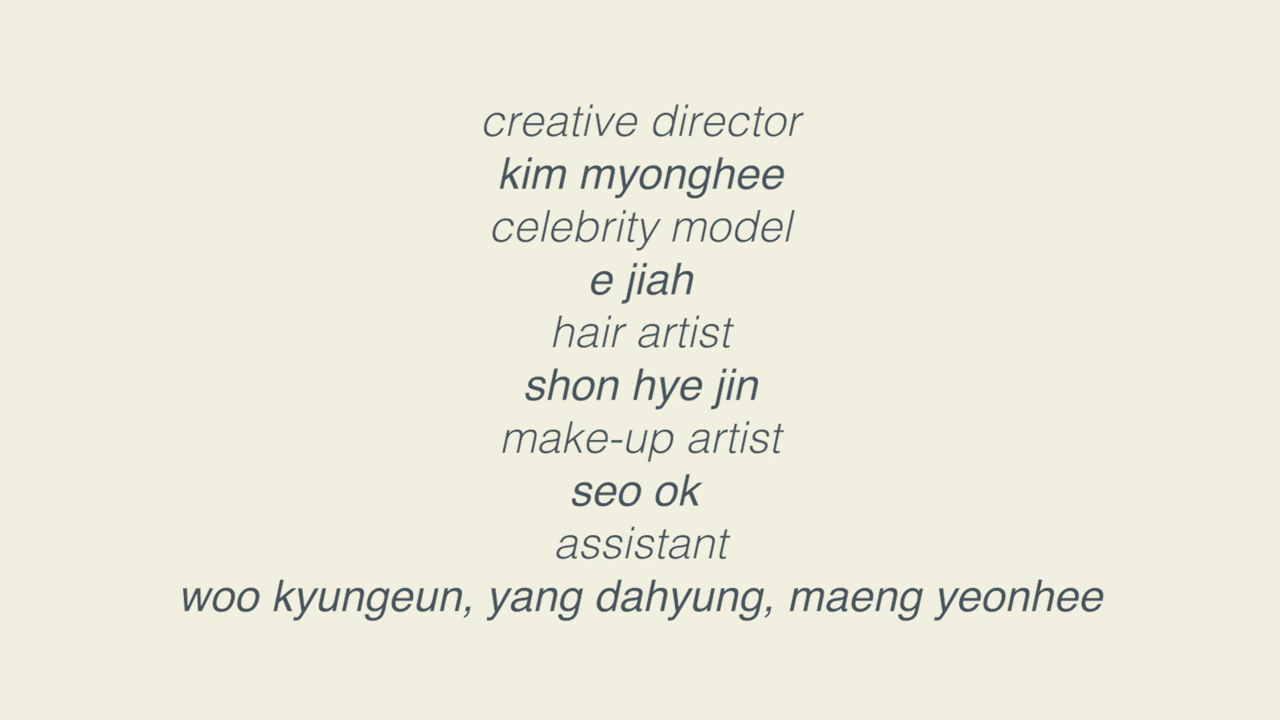 creative director
kim myonghee
celebrity model
e jiah
hair artist
shon hye jin
make-up artist
seo ok
assistant
woo kyungeun, yang dahyung, maeng yeonhee